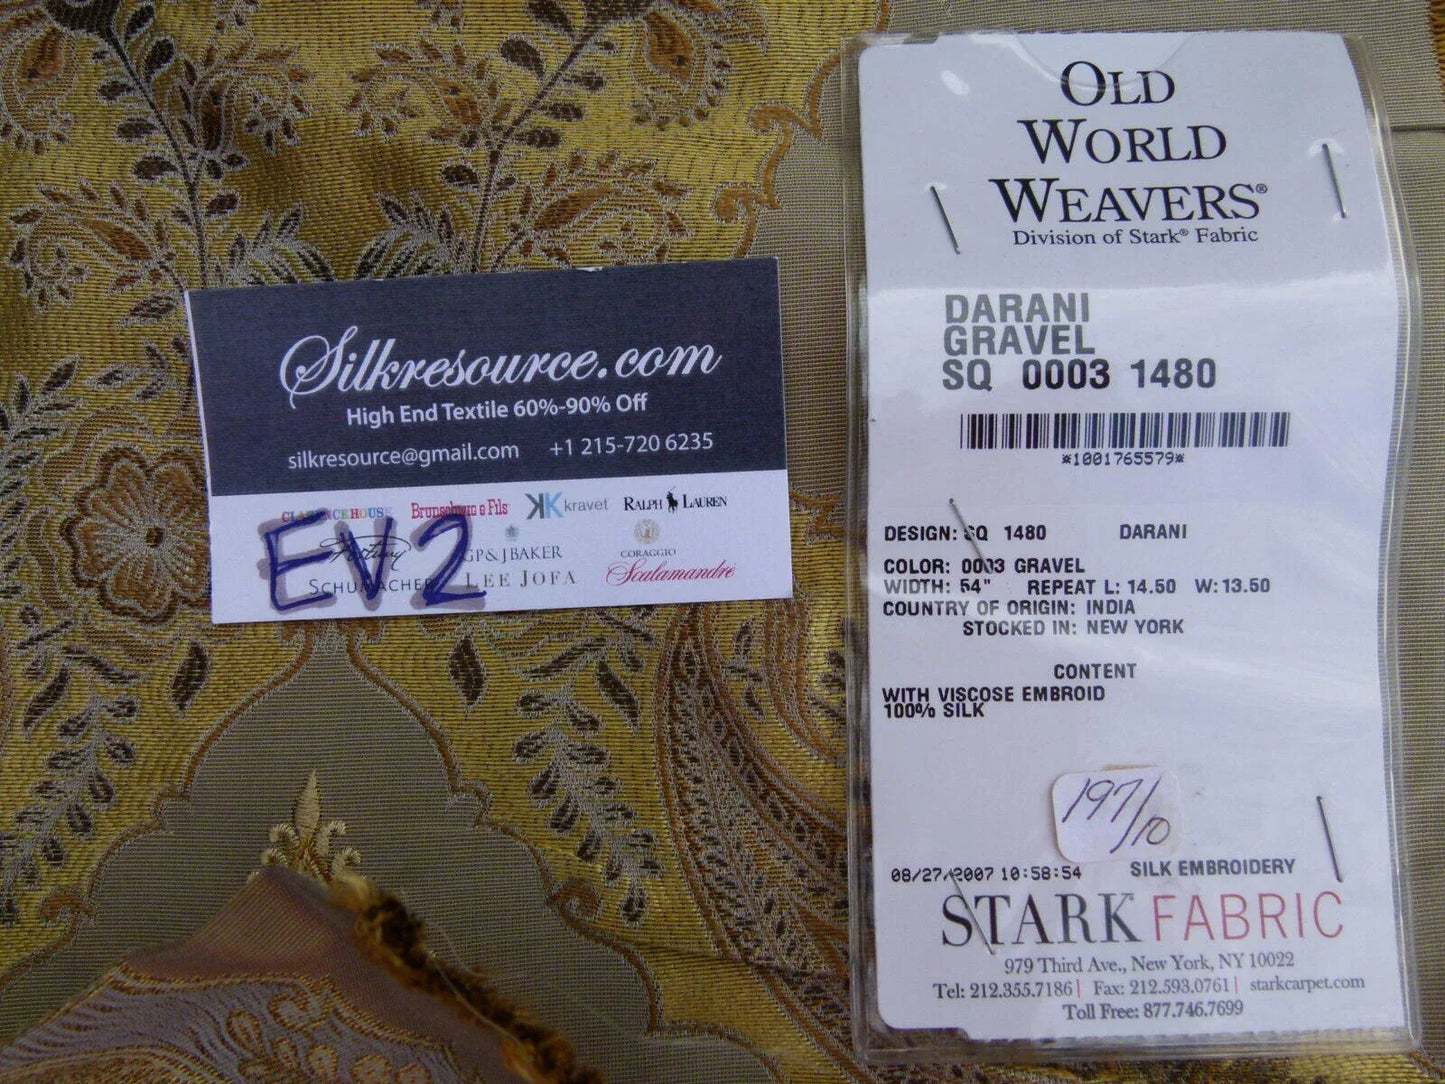 Silkresource.com
High End Textile 60%-90% Off
silkresource@gmail.com +1 215-720 6235
CLARENCE HOUSE Brunschwig & Fils kravet RALPH LAUREN
EV2
GP & J BAKER CORAGGIO
SCHUMACHER LEE JOFA Scalamandré
OLD
WORLD
WEAVERS®
Division of Stark® Fabric
DARANI
GRAVEL
SQ 0003 1480
*1001765579*
DESIGN: SQ 1480 DARANI
COLOR: 0003 GRAVEL
WIDTH: 54" REPEAT L: 14.50 W: 13.50
COUNTRY OF ORIGIN: INDIA
STOCKED IN: NEW YORK
CONTENT
WITH VISCOSE EMBROID
100% SILK
197/10
08/27/2007 10:58:54 SILK EMBROIDERY
STARK FABRIC
979 Third Ave., New York, NY 10022
Tel: 212.355.7186 | Fax: 212.593.0761 | starkcarpet.com
Toll Free: 877.746.7699